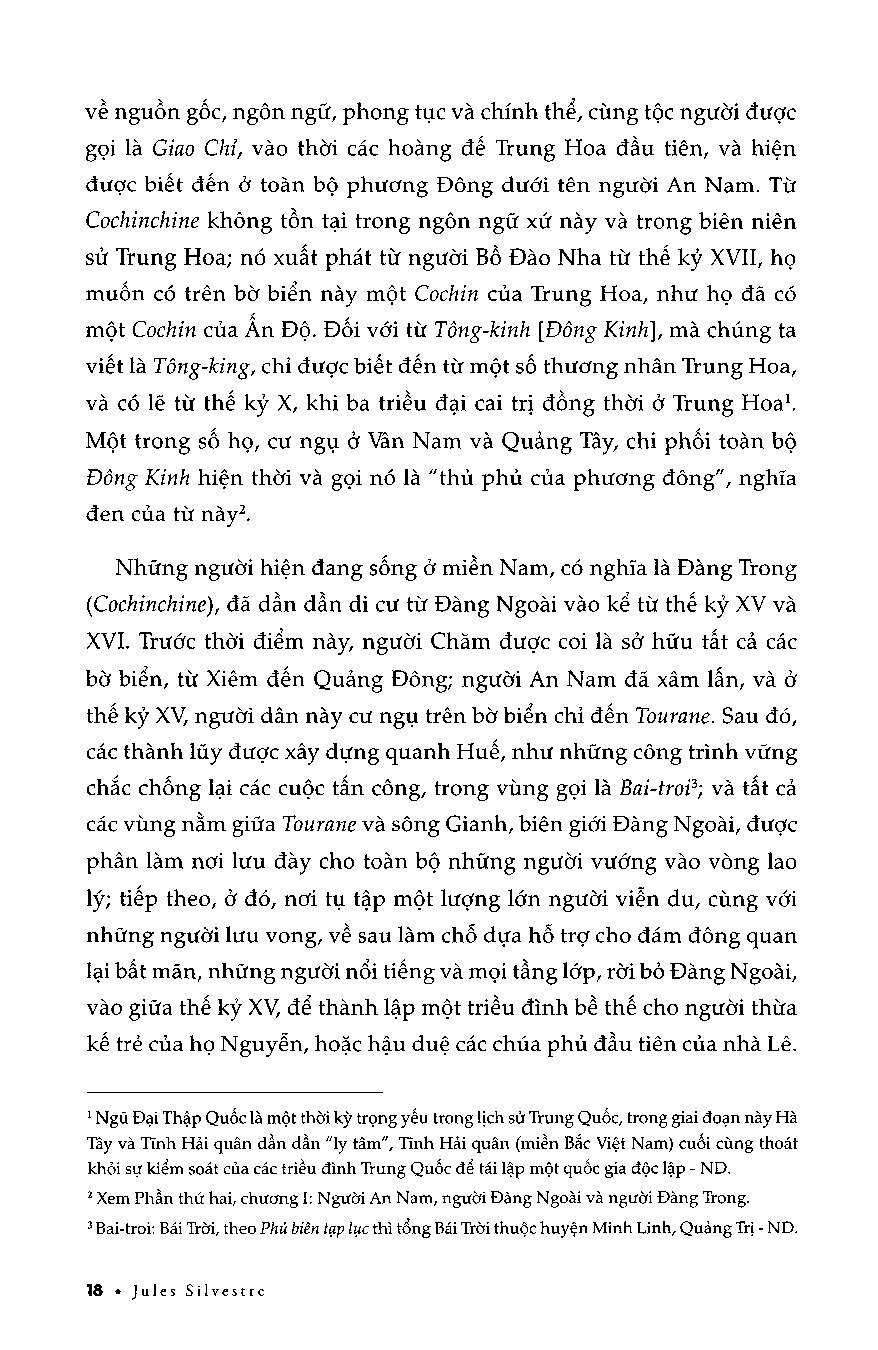 về nguồn gốc, ngôn ngữ, phong tục và chính thể, cùng tộc người được
gọi là Giao Chỉ, vào thời các hoàng đế Trung Hoa đầu tiên, và hiện
được biết đến ở toàn bộ phương Đông dưới tên người An Nam. Từ
Cochinchine không tồn tại trong ngôn ngữ xứ này và trong biên niên
sử Trung Hoa; nó xuất phát từ người Bồ Đào Nha từ thế kỷ XVII, họ
muốn có trên bờ biển này một Cochin của Trung Hoa, như họ đã có
một Cochin của Ấn Độ. Đối với từ Tông-kinh [Đông Kinh], mà chúng ta
viết là Tông-king, chỉ được biết đến từ một số thương nhân Trung Hoa,
và có lẽ từ thế kỷ X, khi ba triều đại cai trị đồng thời ở Trung Hoa¹.
Một trong số họ, cư ngụ ở Vân Nam và Quảng Tây, chi phối toàn bộ
Đông Kinh hiện thời và gọi nó là “thủ phủ của phương đông”, nghĩa
đen của từ này².
Những người hiện đang sống ở miền Nam, có nghĩa là Đàng Trong
(Cochinchine), đã dần dần di cư từ Đàng Ngoài vào kể từ thế kỷ XV và
XVI. Trước thời điểm này, người Chăm được coi là sở hữu tất cả các
bờ biển, từ Xiêm đến Quảng Đông; người An Nam đã xâm lấn, và ở
thế kỷ XV, người dân này cư ngụ trên bờ biển chỉ đến Tourane. Sau đó,
các thành lũy được xây dựng quanh Huế, như những công trình vững
chắc chống lại các cuộc tấn công, trong vùng gọi là Bai-troi³; và tất cả
các vùng nằm giữa Tourane và sông Gianh, biên giới Đàng Ngoài, được
phân làm nơi lưu đày cho toàn bộ những người vướng vào vòng lao
lý; tiếp theo, ở đó, nơi tụ tập một lượng lớn người viễn du, cùng với
những người lưu vong, về sau làm chỗ dựa hỗ trợ cho đám đông quan
lại bất mãn, những người nổi tiếng và mọi tầng lớp, rời bỏ Đàng Ngoài,
vào giữa thế kỷ XV, để thành lập một triều đình bề thế cho người thừa
kế trẻ của họ Nguyễn, hoặc hậu duệ các chúa phủ đầu tiên của nhà Lê.
¹ Ngũ Đại Thập Quốc là một thời kỳ trọng yếu trong lịch sử Trung Quốc, trong giai đoạn này Hà
Tây và Tĩnh Hải quân dần dần “ly tâm”, Tĩnh Hải quân (miền Bắc Việt Nam) cuối cùng thoát
khỏi sự kiểm soát của các triều đình Trung Quốc để tái lập một quốc gia độc lập - ND.
² Xem Phần thứ hai, chương I: Người An Nam, người Đàng Ngoài và người Đàng Trong.
³ Bai-troi: Bái Trời, theo Phủ biên tạp lục thì tổng Bái Trời thuộc huyện Minh Linh, Quảng Trị - ND.
18 • Jules Silvestre